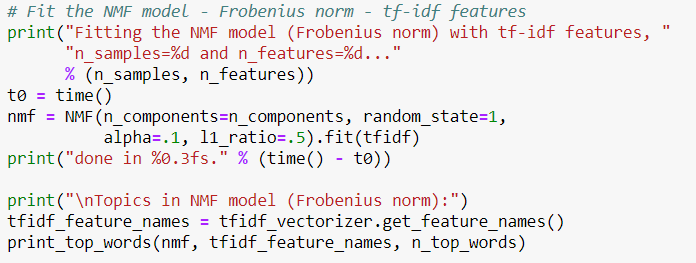 # Fit the NMF model - Frobenius norm - tf-idf features
print("Fitting the NMF model (Frobenius norm) with tf-idf features, "
      "n_samples=%d and n_features=%d..."
      % (n_samples, n_features))
t0 = time()
nmf = NMF(n_components=n_components, random_state=1,
          alpha=.1, l1_ratio=.5).fit(tfidf)
print("done in %0.3fs." % (time() - t0))

print("\nTopics in NMF model (Frobenius norm):")
tfidf_feature_names = tfidf_vectorizer.get_feature_names()
print_top_words(nmf, tfidf_feature_names, n_top_words)